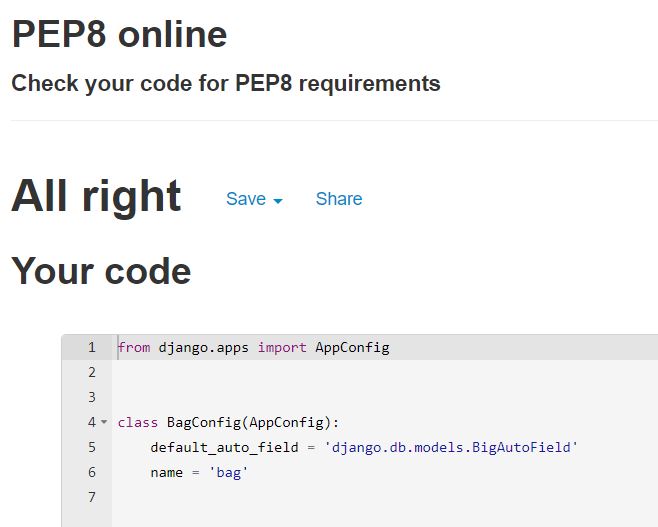 PEP8 online
Check your code for PEP8 requirements
All right Save Share
Your code
1 from django.apps import AppConfig
2
3
4 class BagConfig(AppConfig):
5     default_auto_field = 'django.db.models.BigAutoField'
6     name = 'bag'
7